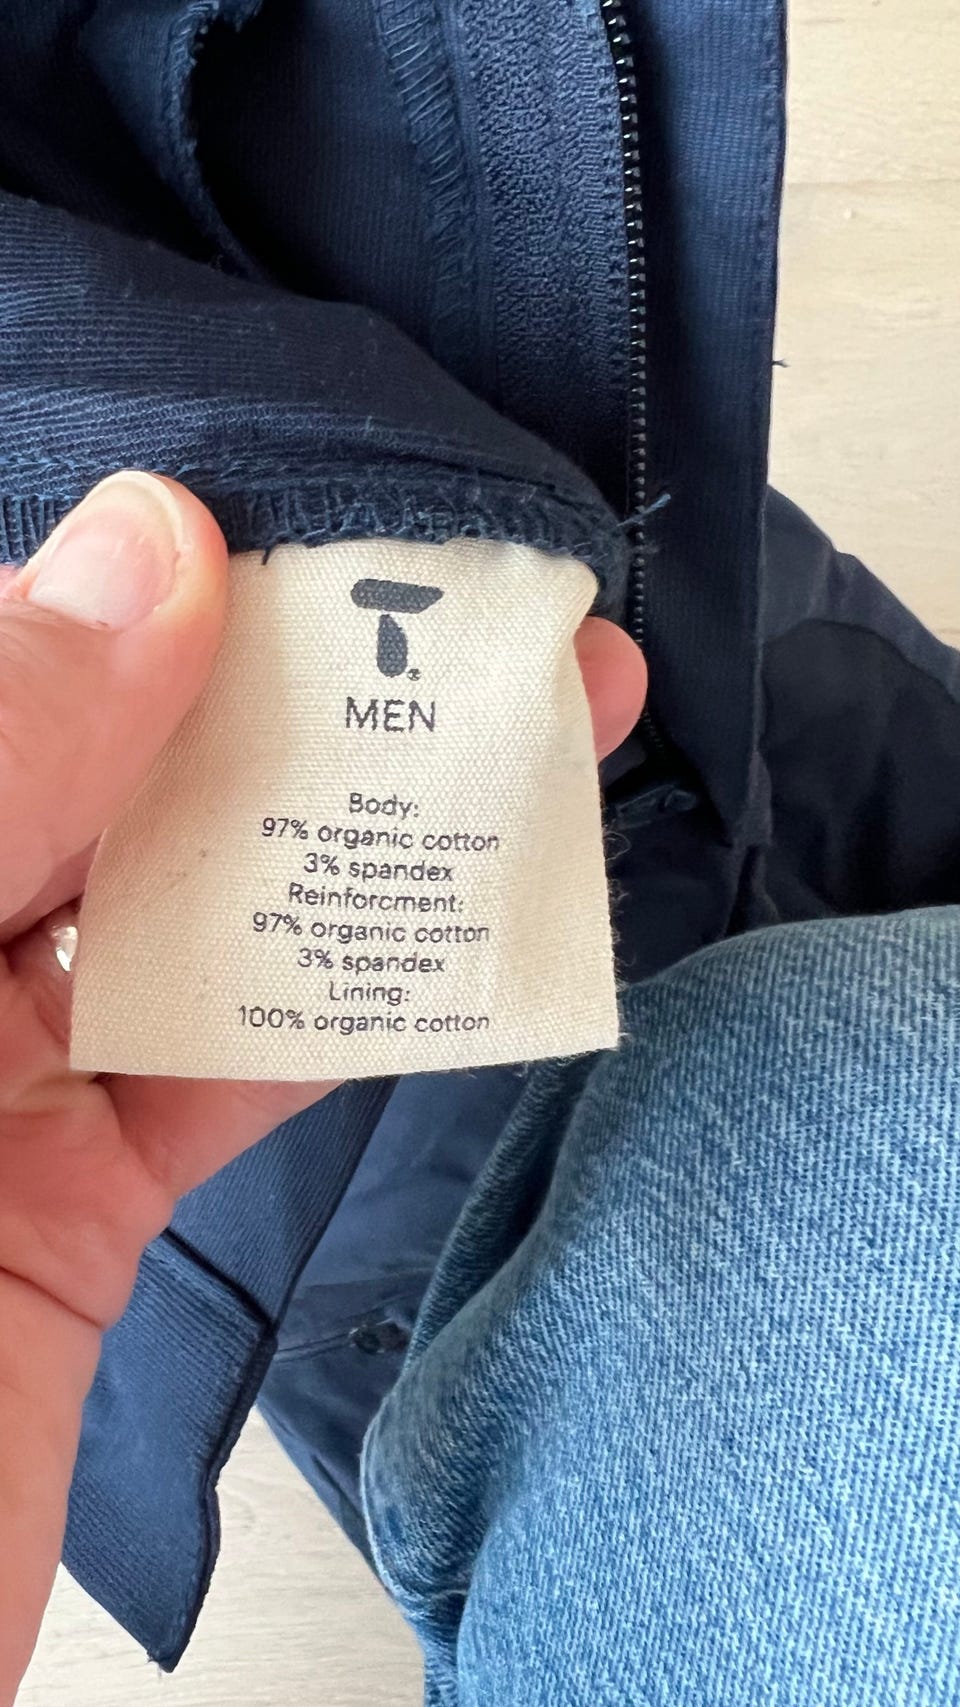 T®
MEN
Body:
97% organic cotton
3% spandex
Reinforcment:
97% organic cotton
3% spandex
Lining:
100% organic cotton